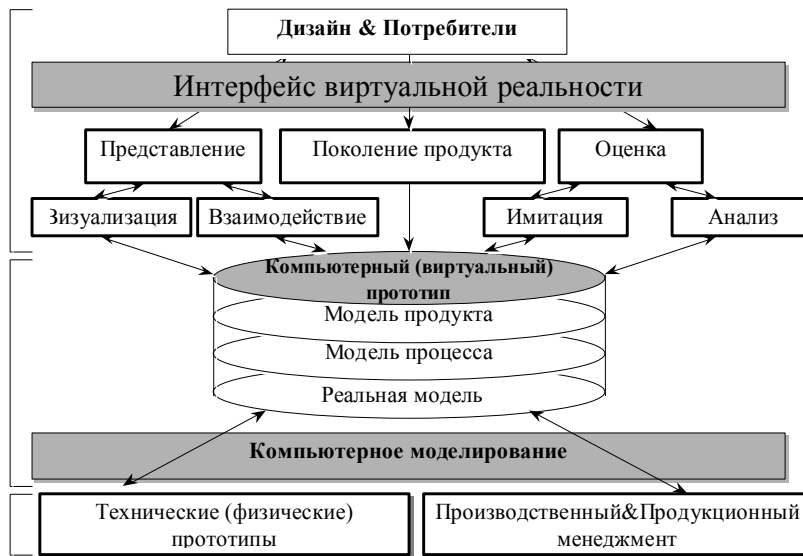 Дизайн & Потребители
Интерфейс виртуальной реальности
Представление
Поколение продукта
Оценка
Визуализация
Взаимодействие
Имитация
Анализ
Компьютерный (виртуальный)
прототип
Модель продукта
Модель процесса
Реальная модель
Компьютерное моделирование
Технические (физические)
прототипы
Производственный&Продукционный
менеджмент